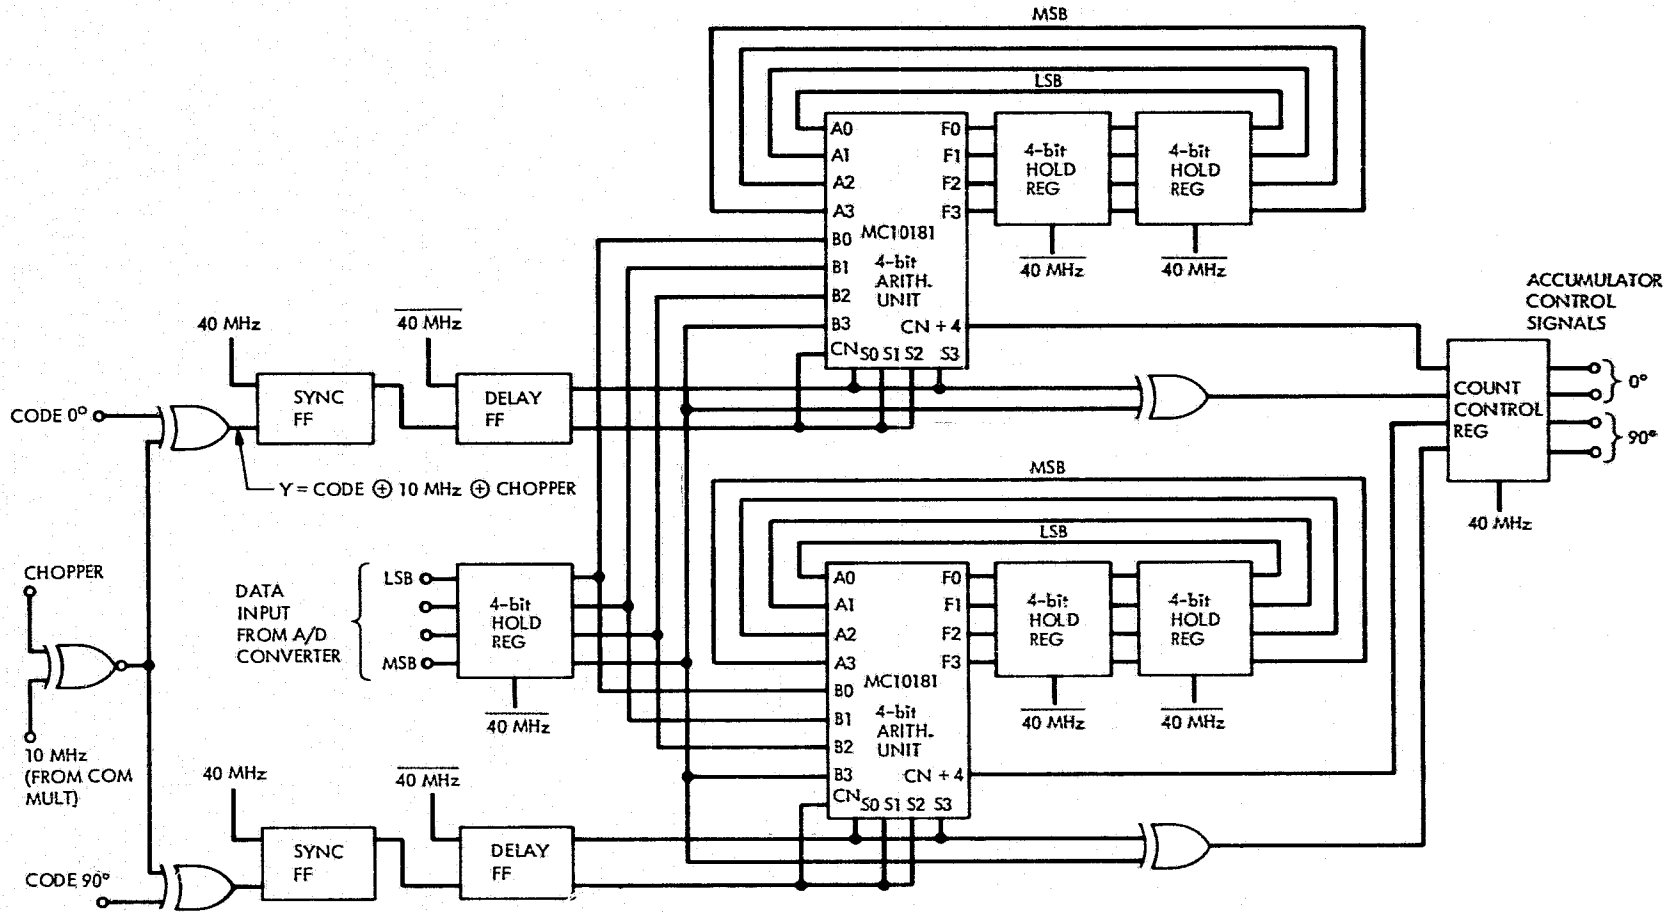 MSB
LSB
A0
A1
A2
A3
B0
B1
B2
B3
CN
F0
F1
F2
F3
MC10181
4-bit
ARITH.
UNIT
CN + 4
S0 S1 S2 S3
4-bit
HOLD
REG
40 MHz
4-bit
HOLD
REG
40 MHz
ACCUMULATOR
CONTROL
SIGNALS
COUNT
CONTROL
REG
0°
90°
40 MHz
40 MHz
SYNC
FF
40 MHz
DELAY
FF
CODE 0°
Y = CODE ⊕ 10 MHz ⊕ CHOPPER
CHOPPER
10 MHz
(FROM COM
MULT)
DATA
INPUT
FROM A/D
CONVERTER
LSB
MSB
4-bit
HOLD
REG
40 MHz
MSB
LSB
A0
A1
A2
A3
B0
B1
B2
B3
CN
F0
F1
F2
F3
MC10181
4-bit
ARITH.
UNIT
CN + 4
S0 S1 S2 S3
4-bit
HOLD
REG
40 MHz
4-bit
HOLD
REG
40 MHz
40 MHz
SYNC
FF
40 MHz
DELAY
FF
CODE 90°